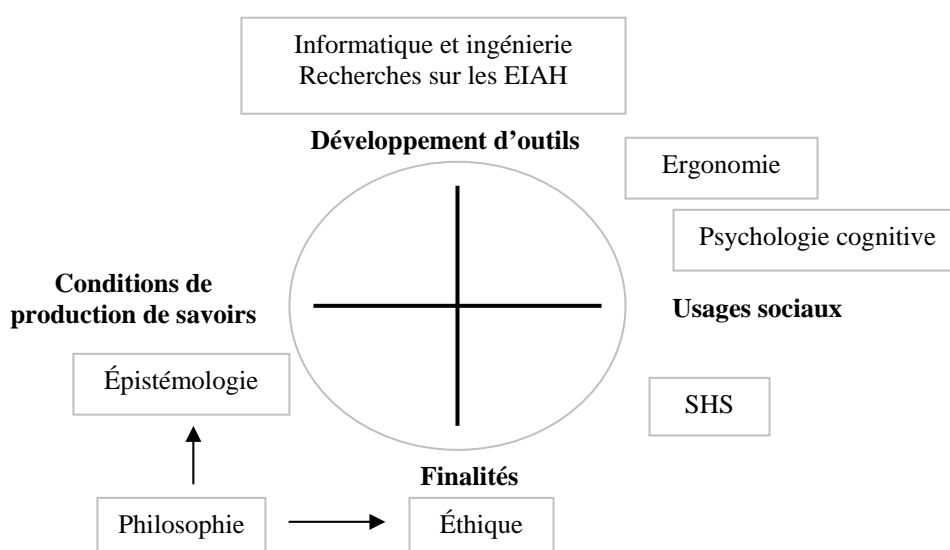 Informatique et ingénierie
Recherches sur les EIAH
Développement d’outils
Ergonomie
Psychologie cognitive
Conditions de
production de savoirs
Usages sociaux
Épistémologie
SHS
Finalités
Philosophie
Éthique